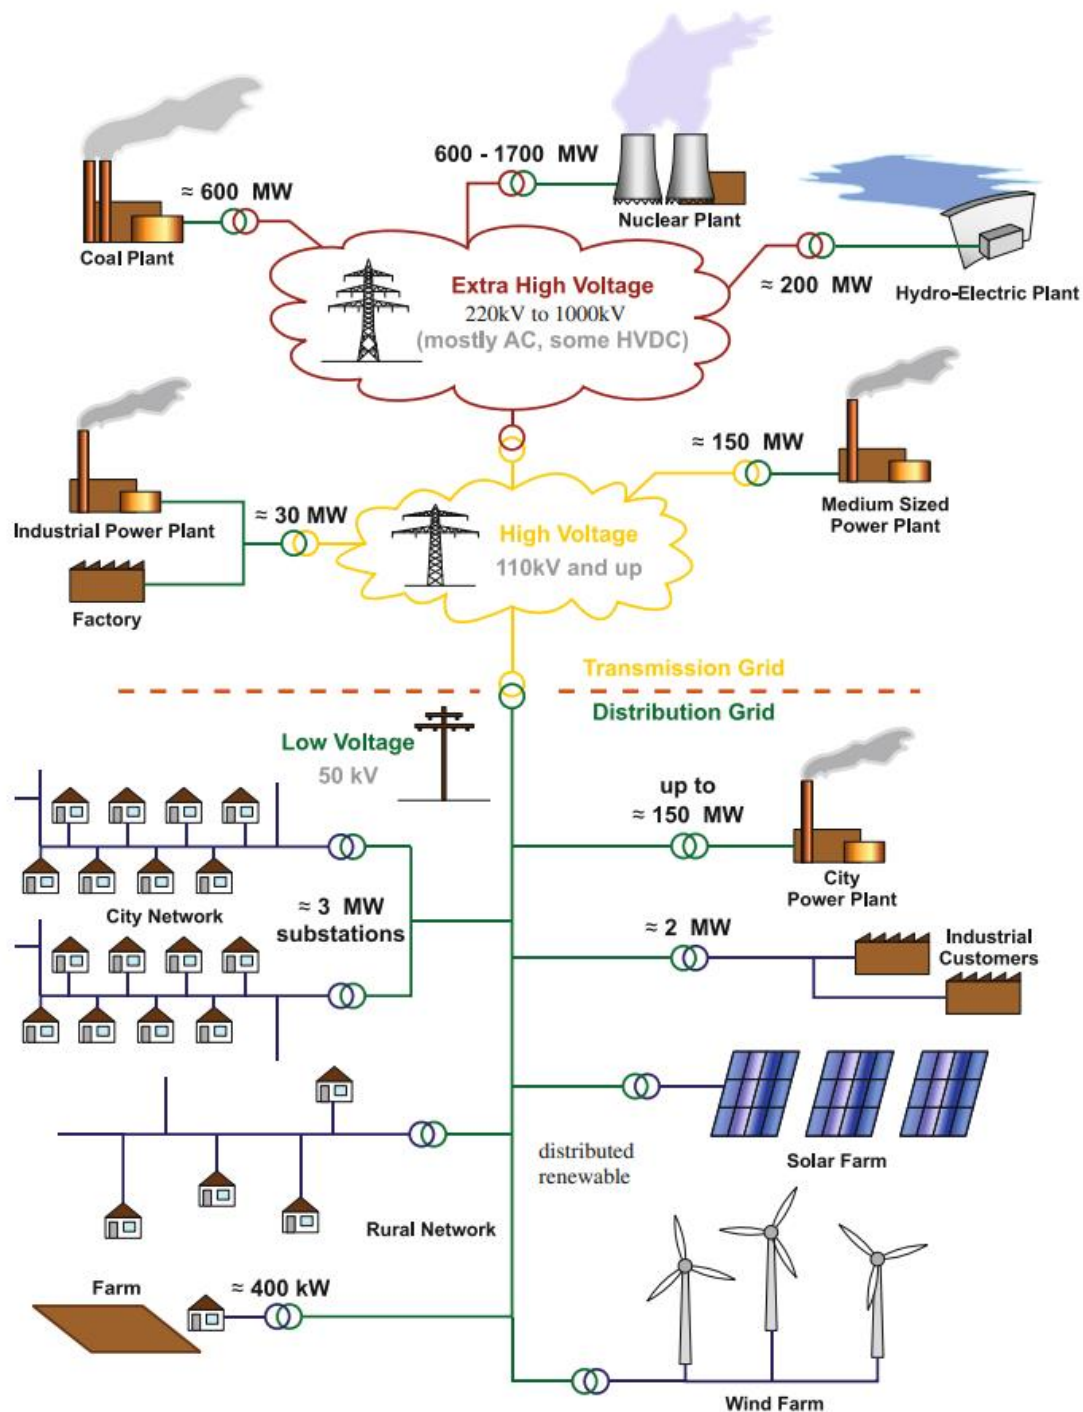 600 - 1700 MW
≈ 600 MW
Nuclear Plant
Coal Plant
≈ 200 MW
Hydro-Electric Plant
Extra High Voltage
220kV to 1000kV
(mostly AC, some HVDC)
≈ 150 MW
Medium Sized
Power Plant
Industrial Power Plant
≈ 30 MW
High Voltage
110kV and up
Factory
Transmission Grid
Distribution Grid
Low Voltage
50 kV
up to
≈ 150 MW
City
Power Plant
City Network
≈ 3 MW
substations
≈ 2 MW
Industrial
Customers
distributed
renewable
Solar Farm
Rural Network
Farm
≈ 400 kW
Wind Farm